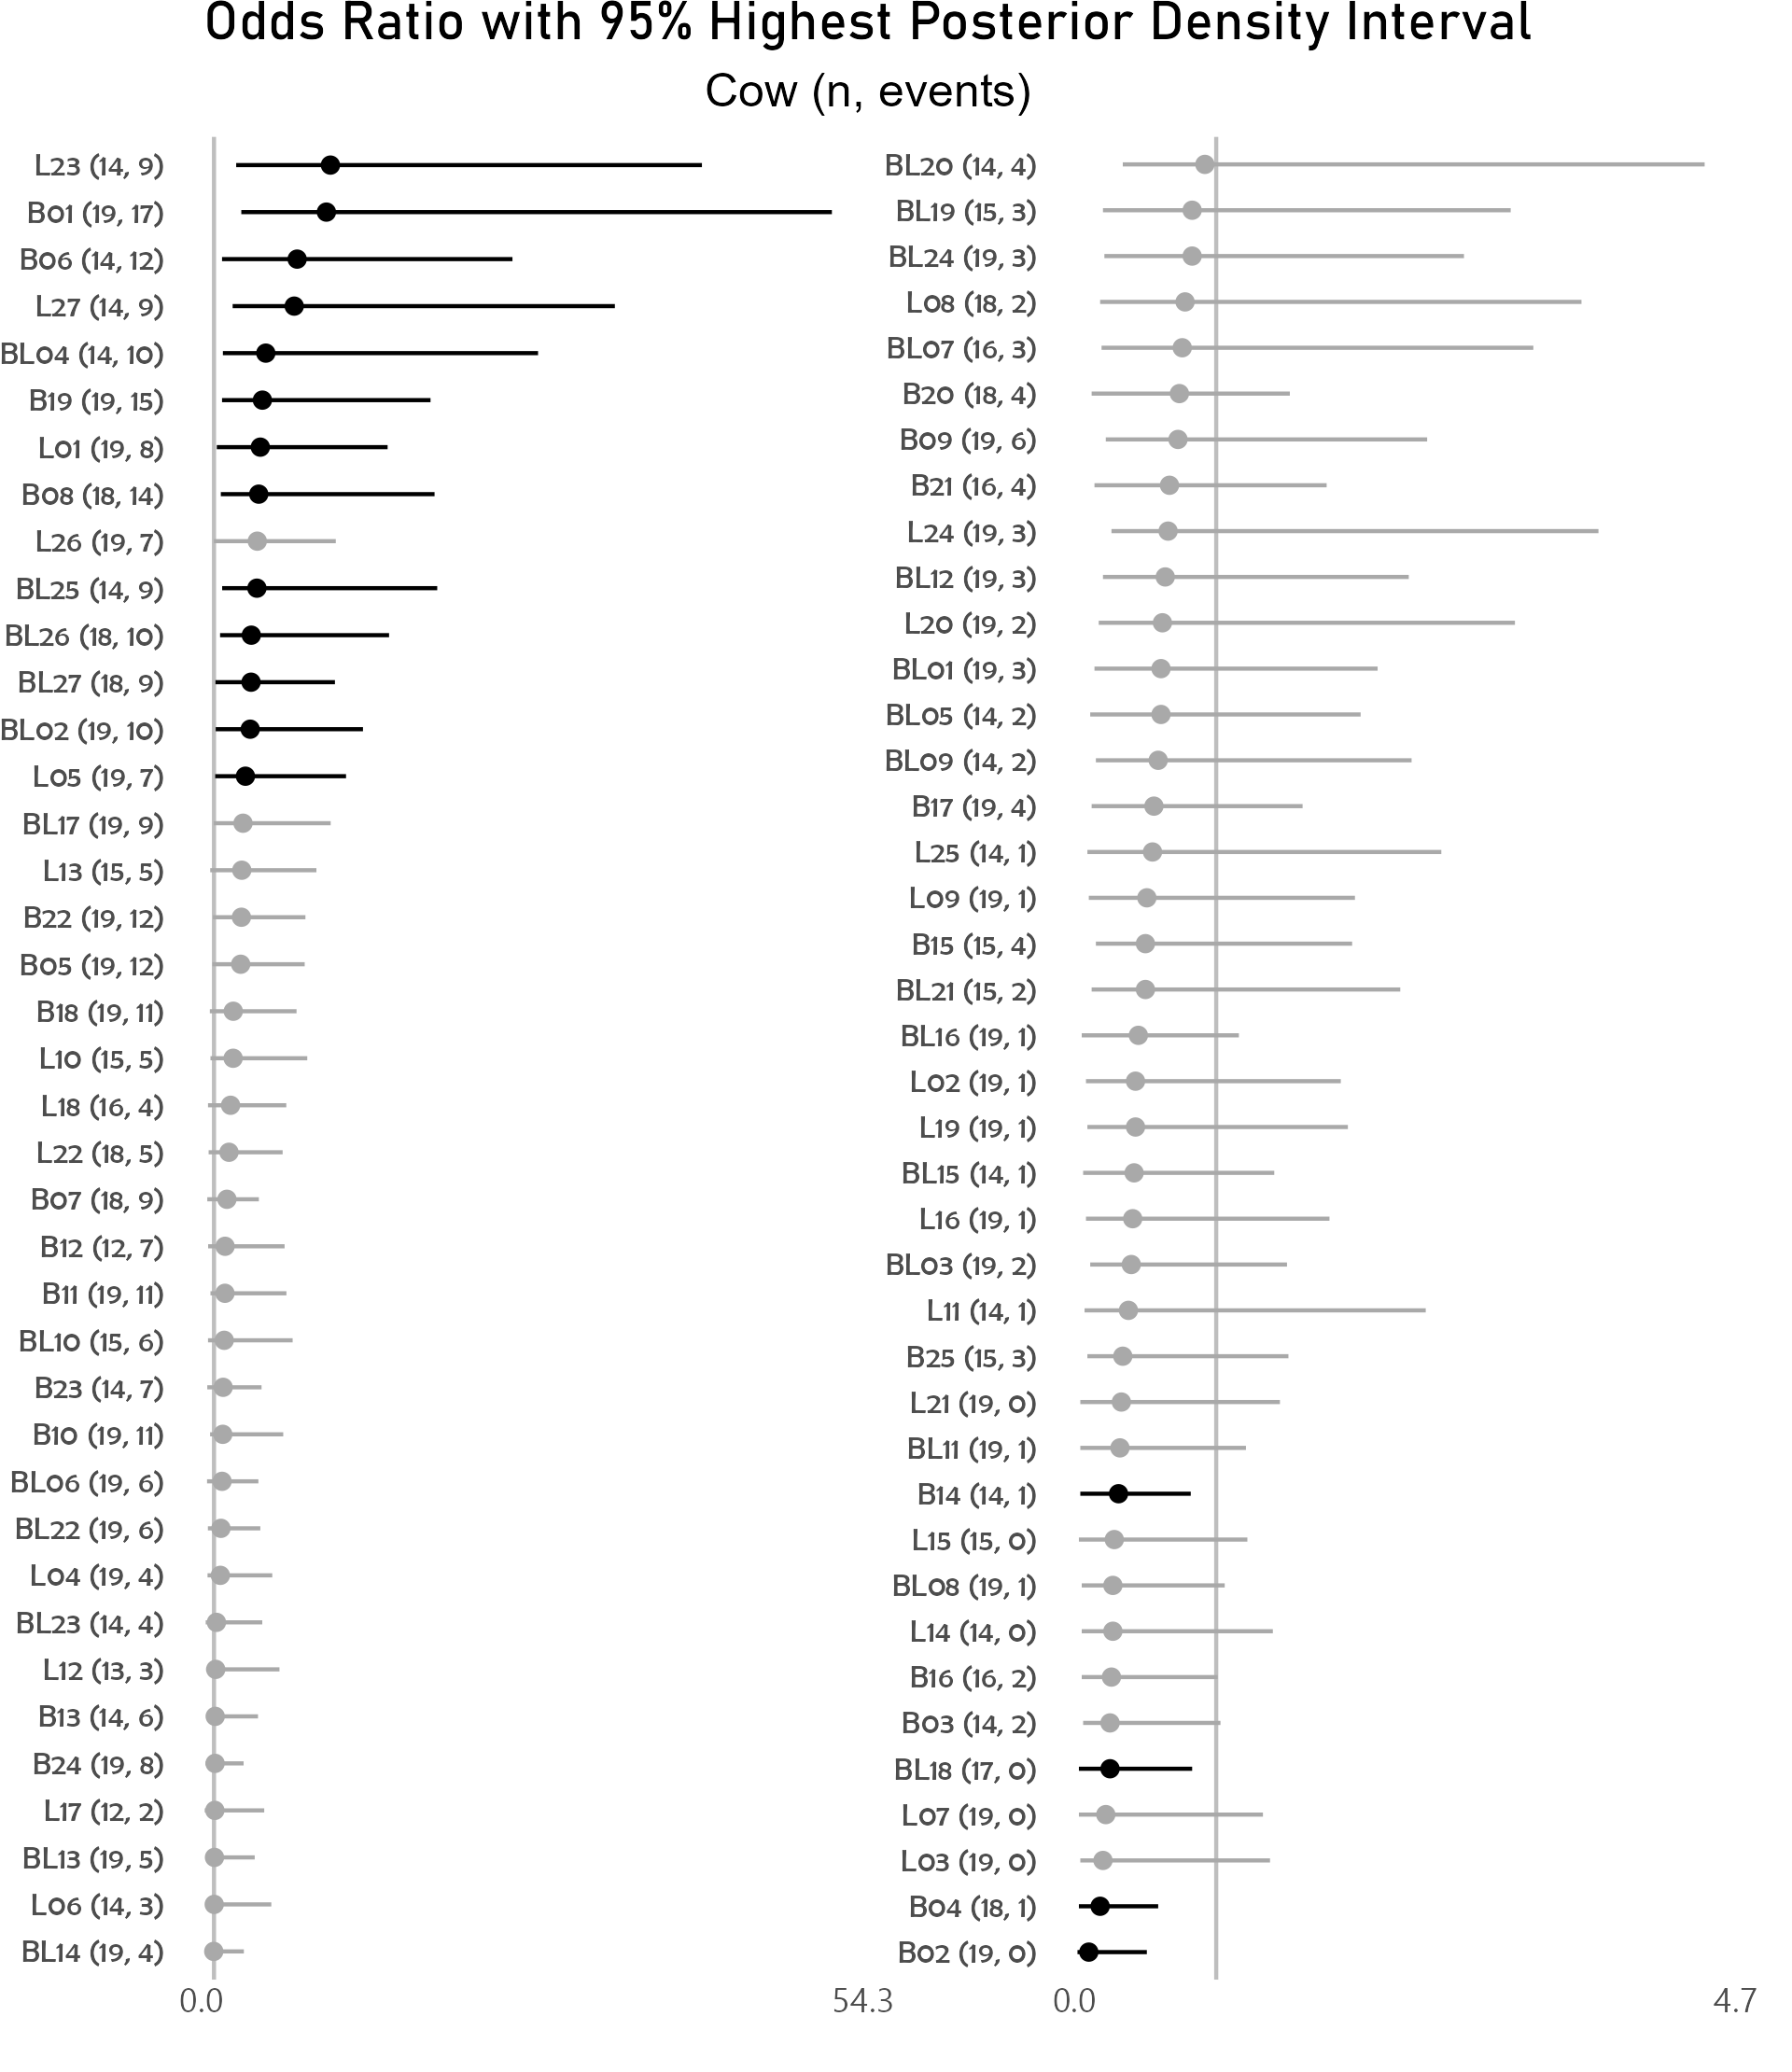 Odds Ratio with 95% Highest Posterior Density Interval
Cow (n, events)
L23 (14, 9)
B01 (19, 17)
B06 (14, 12)
L27 (14, 9)
BL04 (14, 10)
B19 (19, 15)
L01 (19, 8)
B08 (18, 14)
L26 (19, 7)
BL25 (14, 9)
BL26 (18, 10)
BL27 (18, 9)
BL02 (19, 10)
L05 (19, 7)
BL17 (19, 9)
L13 (15, 5)
B22 (19, 12)
B05 (19, 12)
B18 (19, 11)
L10 (15, 5)
L18 (16, 4)
L22 (18, 5)
B07 (18, 9)
B12 (12, 7)
B11 (19, 11)
BL10 (15, 6)
B23 (14, 7)
B10 (19, 11)
BL06 (19, 6)
BL22 (19, 6)
L04 (19, 4)
BL23 (14, 4)
L12 (13, 3)
B13 (14, 6)
B24 (19, 8)
L17 (12, 2)
BL13 (19, 5)
L06 (14, 3)
BL14 (19, 4)
0.0 54.3
BL20 (14, 4)
BL19 (15, 3)
BL24 (19, 3)
L08 (18, 2)
BL07 (16, 3)
B20 (18, 4)
B09 (19, 6)
B21 (16, 4)
L24 (19, 3)
BL12 (19, 3)
L20 (19, 2)
BL01 (19, 3)
BL05 (14, 2)
BL09 (14, 2)
B17 (19, 4)
L25 (14, 1)
L09 (19, 1)
B15 (15, 4)
BL21 (15, 2)
BL16 (19, 1)
L02 (19, 1)
L19 (19, 1)
BL15 (14, 1)
L16 (19, 1)
BL03 (19, 2)
L11 (14, 1)
B25 (15, 3)
L21 (19, 0)
BL11 (19, 1)
B14 (14, 1)
L15 (15, 0)
BL08 (19, 1)
L14 (14, 0)
B16 (16, 2)
B03 (14, 2)
BL18 (17, 0)
L07 (19, 0)
L03 (19, 0)
B04 (18, 1)
B02 (19, 0)
0.0 4.7